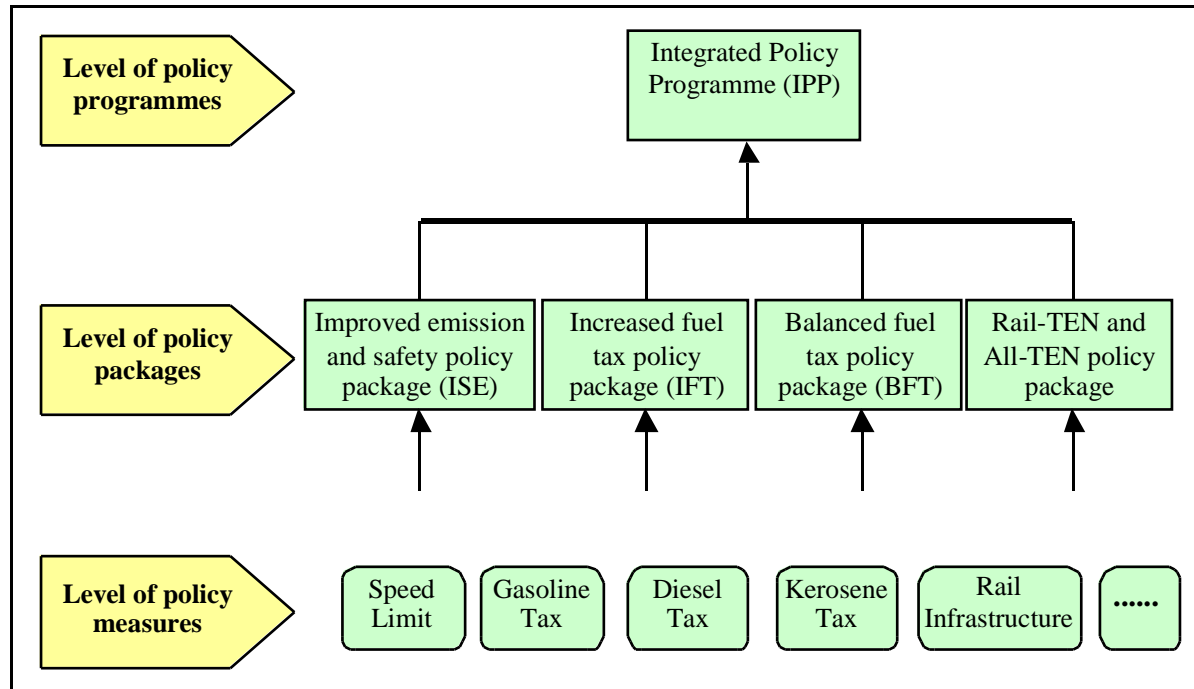 Level of policy
programmes
Integrated Policy
Programme (IPP)
Level of policy
packages
Improved emission
and safety policy
package (ISE)
Increased fuel
tax policy
package (IFT)
Balanced fuel
tax policy
package (BFT)
Rail-TEN and
All-TEN policy
package
Level of policy
measures
Speed
Limit
Gasoline
Tax
Diesel
Tax
Kerosene
Tax
Rail
Infrastructure
......